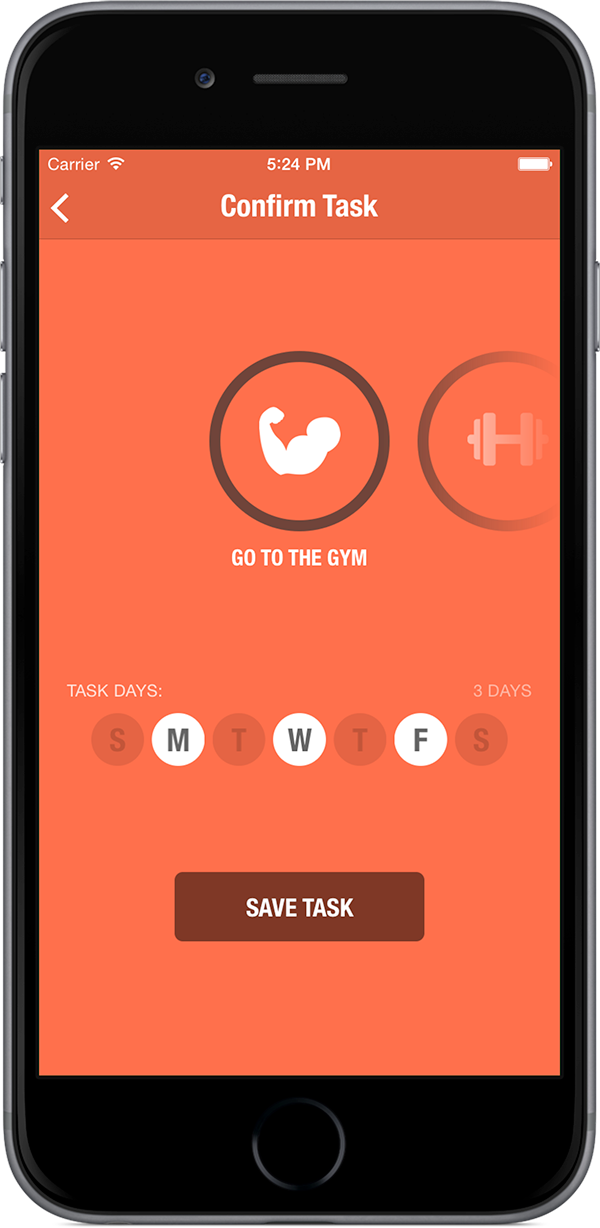 Carrier 5:24 PM
Confirm Task
GO TO THE GYM
TASK DAYS: 3 DAYS
S M T W T F S
SAVE TASK